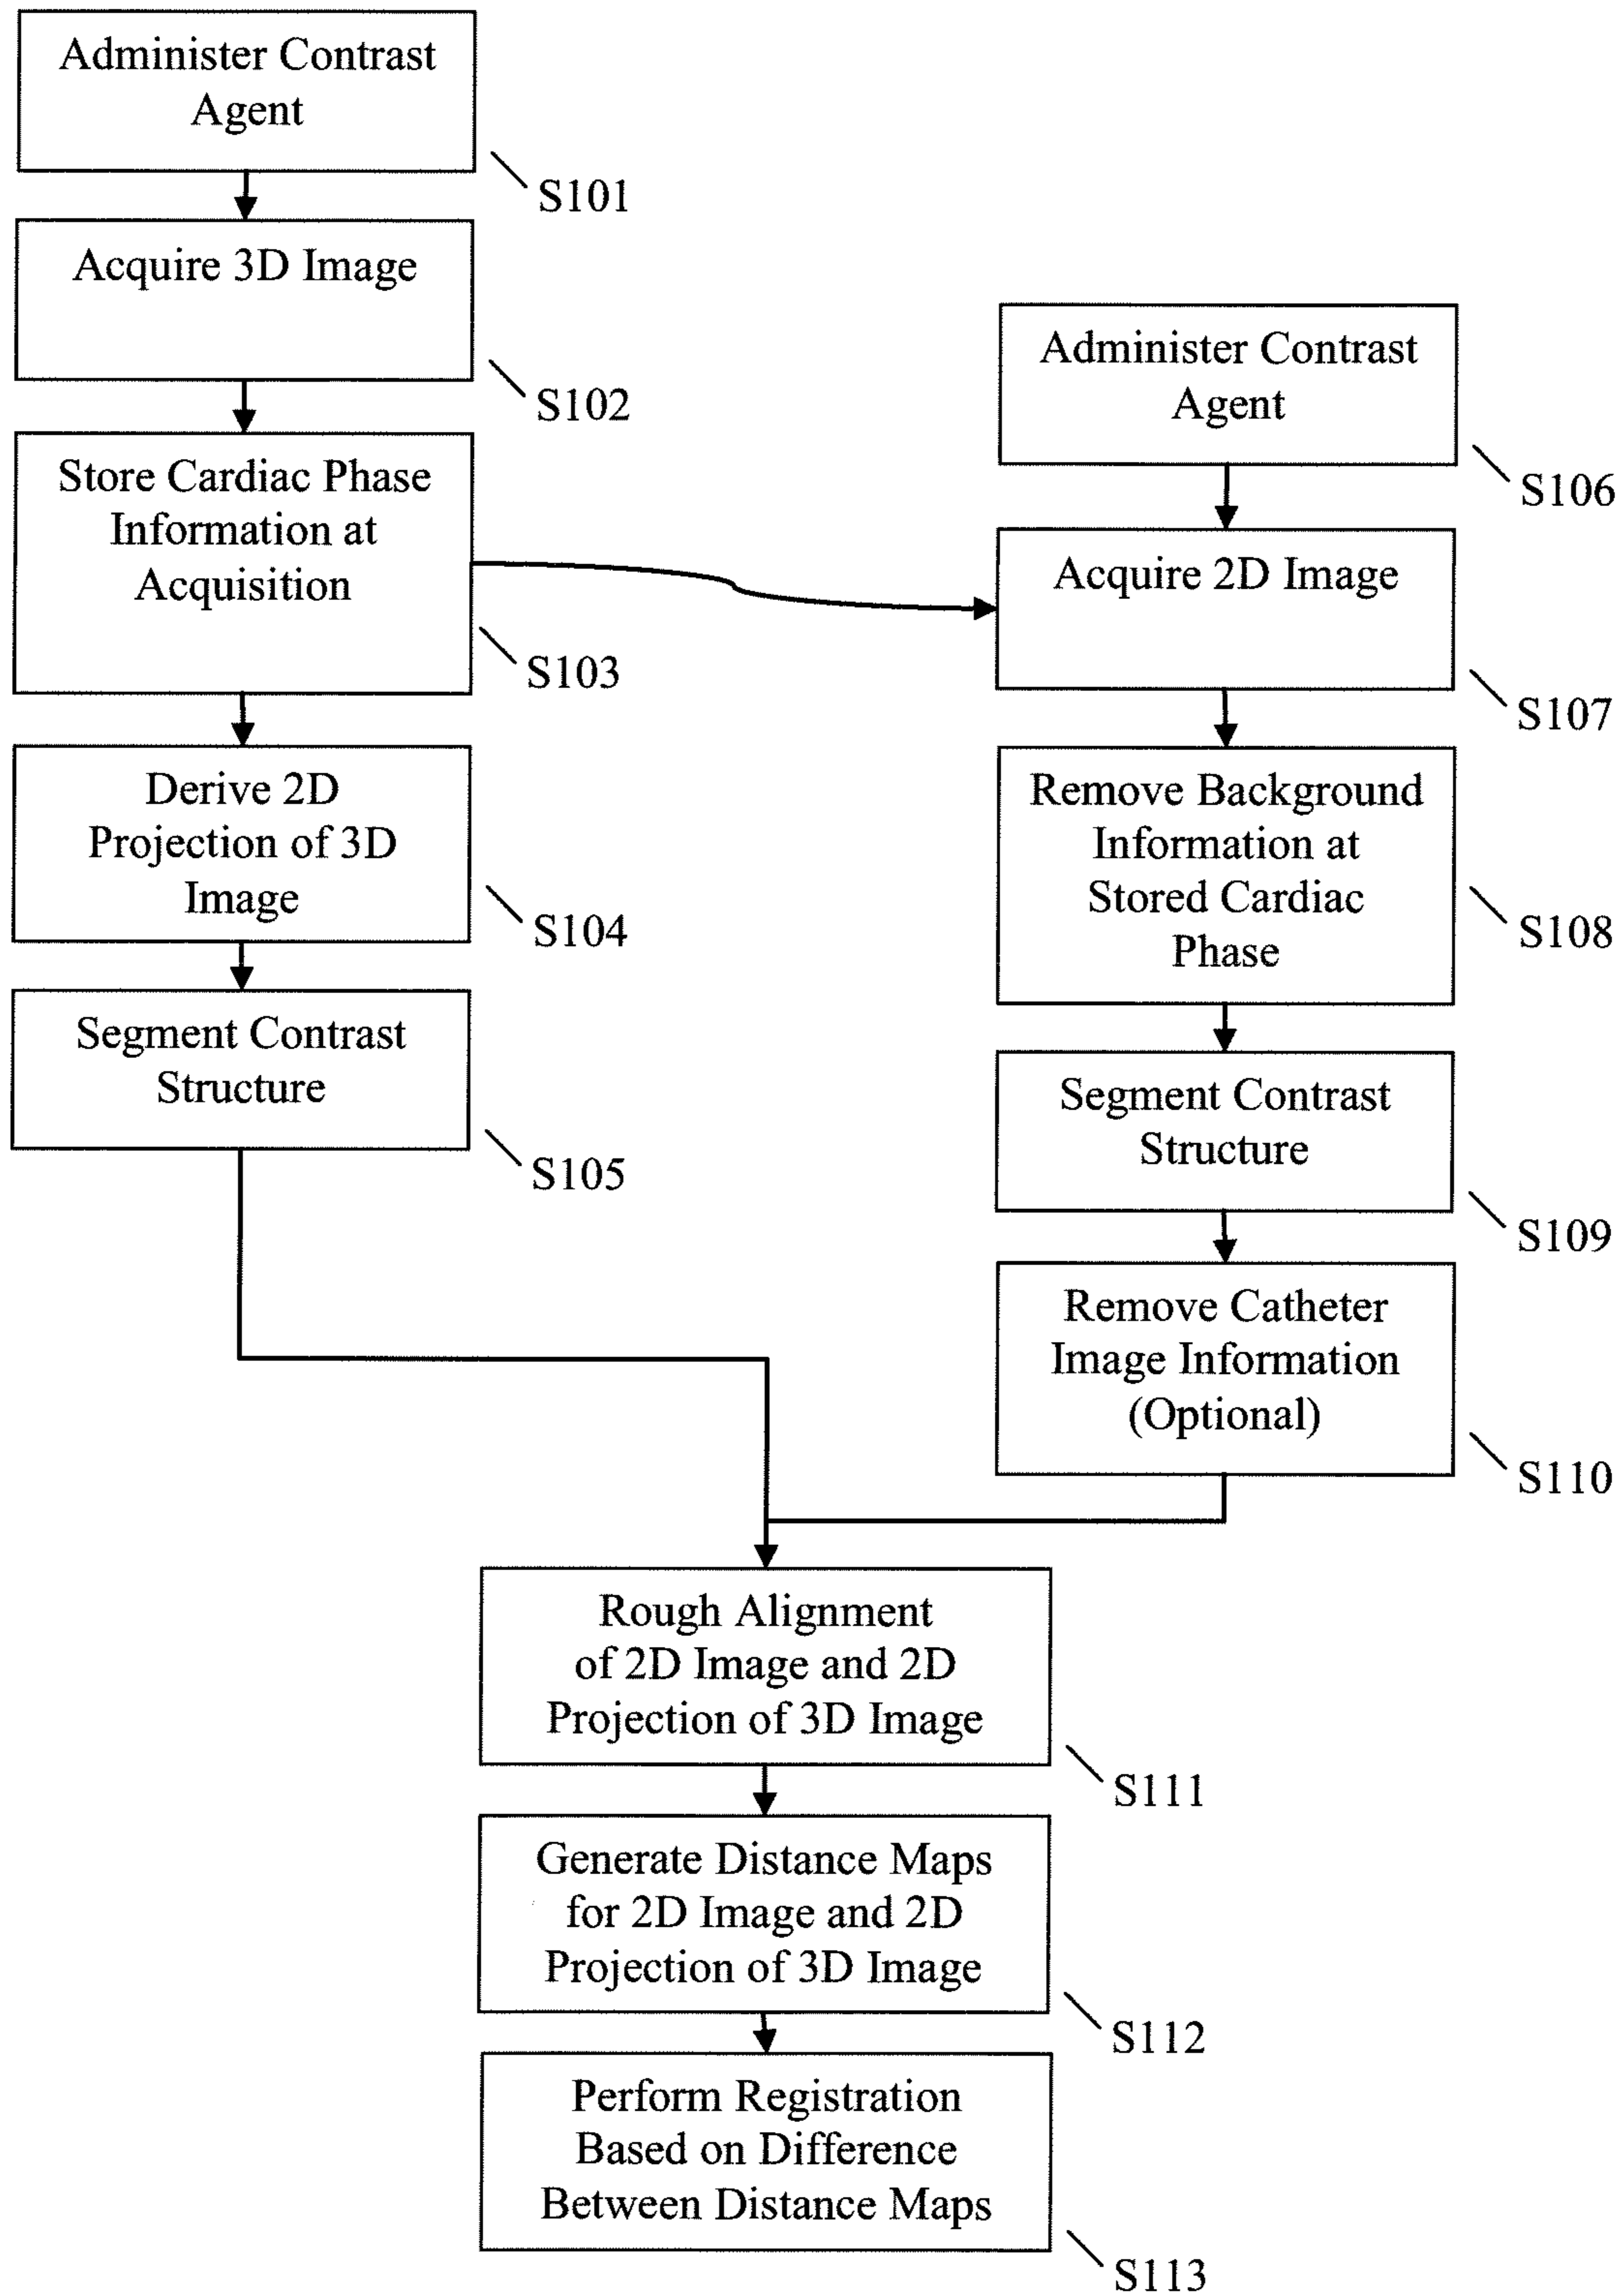 Administer Contrast
Agent
S101
Acquire 3D Image
S102
Store Cardiac Phase
Information at
Acquisition
S103
Derive 2D
Projection of 3D
Image
S104
Segment Contrast
Structure
S105
Administer Contrast
Agent
S106
Acquire 2D Image
S107
Remove Background
Information at
Stored Cardiac
Phase
S108
Segment Contrast
Structure
S109
Remove Catheter
Image Information
(Optional)
S110
Rough Alignment
of 2D Image and 2D
Projection of 3D Image
S111
Generate Distance Maps
for 2D Image and 2D
Projection of 3D Image
S112
Perform Registration
Based on Difference
Between Distance Maps
S113